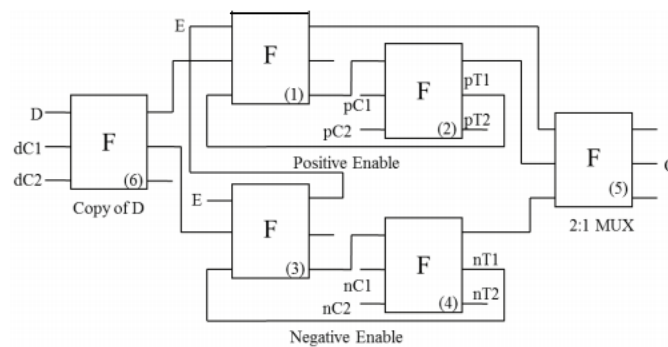 E
F
(1)
F
pT1
pC1
pC2
(2)
pT2
D
dC1
dC2
F
(6)
Copy of D
Positive Enable
F
(5)
2:1 MUX
E
F
(3)
F
nT1
nC1
nC2
(4)
nT2
Negative Enable